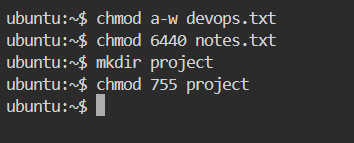 ubuntu:~$ chmod a-w devops.txt
ubuntu:~$ chmod 6440 notes.txt
ubuntu:~$ mkdir project
ubuntu:~$ chmod 755 project
ubuntu:~$